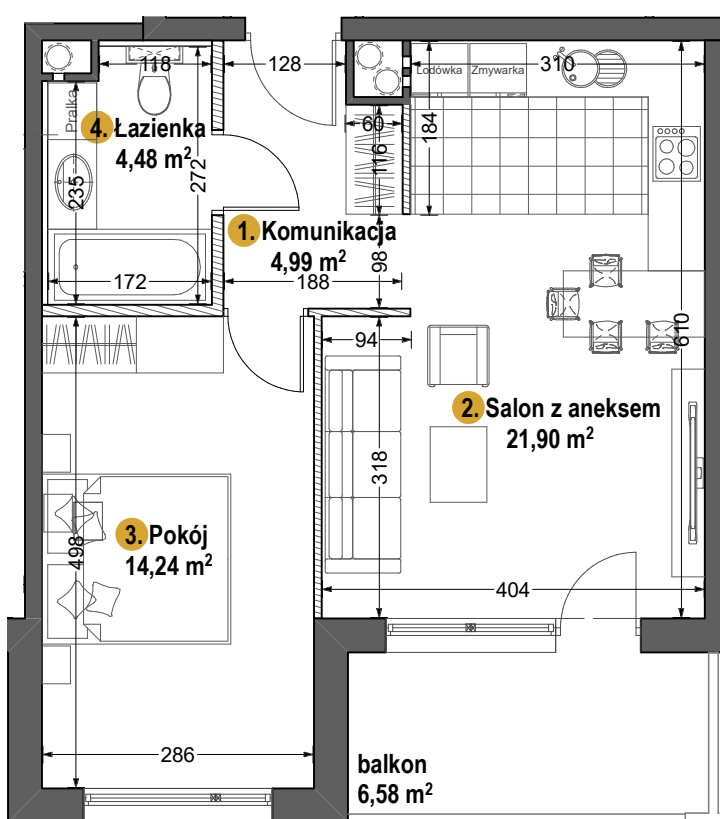 118
128
Lodówka
Zmywarka
310
Pralka
4. Łazienka
4,48 m²
60
184
116
235
272
1. Komunikacja
4,99 m²
98
172
188
610
94
2. Salon z aneksem
21,90 m²
318
498
3. Pokój
14,24 m²
404
286
balkon
6,58 m²